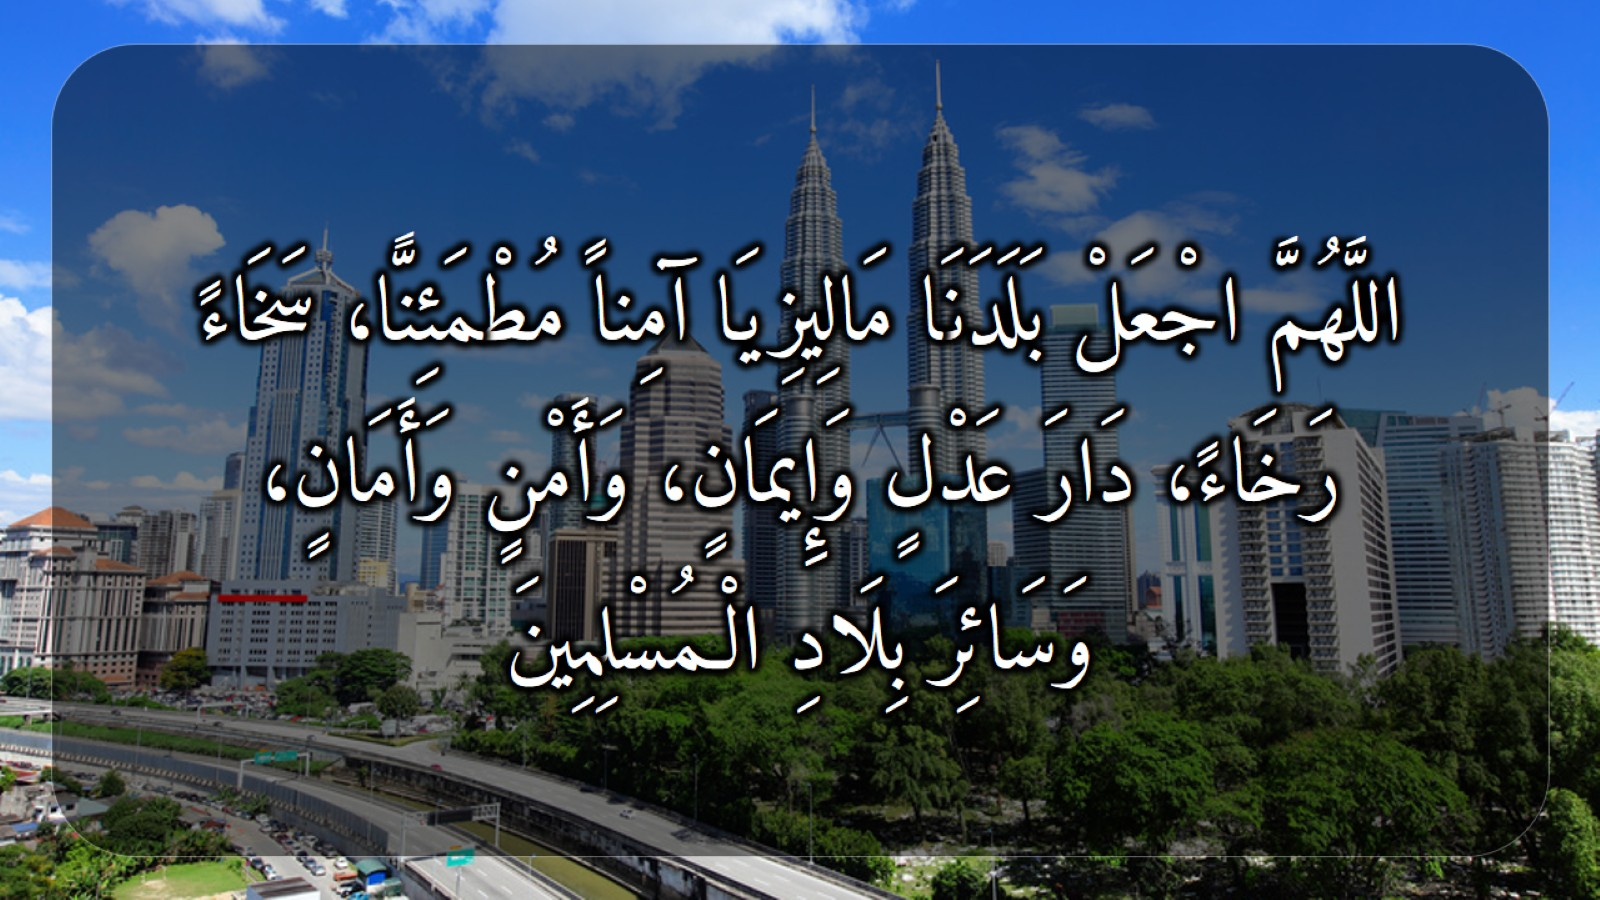 اللَّهُمَّ اجْعَلْ بَلَدَنَا مَالِيزِيَا آمِناً مُطْمَئِنًّا، سَخَاءً
رَخَاءً، دَارَ عَدْلٍ وَإِيمَانٍ، وَأَمْنٍ وَأَمَانٍ،
وَسَائِرَ بِلَادِ الْمُسْلِمِينَ